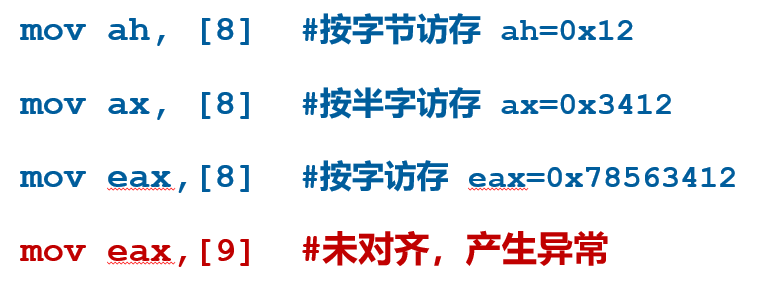 mov ah, [8] #按字节访存 ah=0x12
mov ax, [8] #按半字访存 ax=0x3412
mov eax,[8] #按字访存 eax=0x78563412
mov eax,[9] #未对齐，产生异常